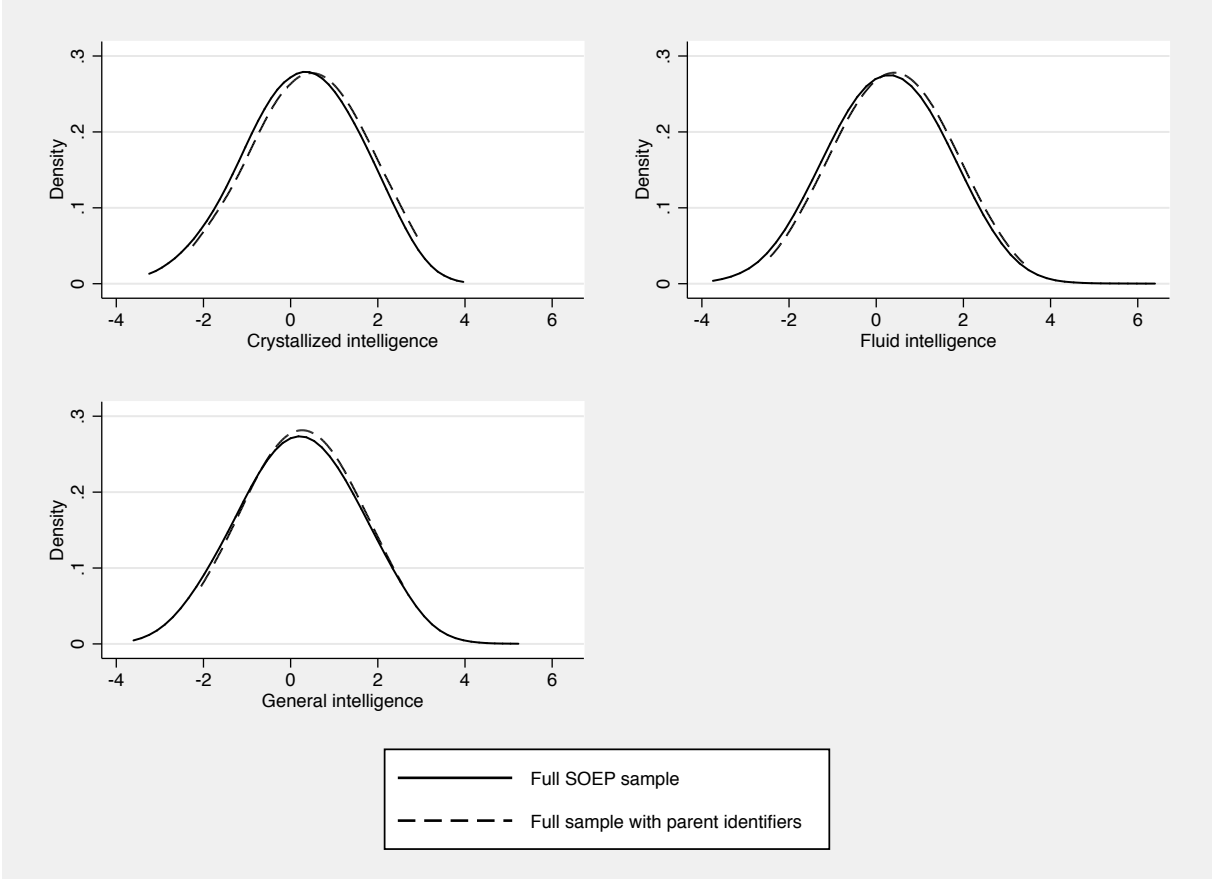 .3
.2
.1
0
Density
-4 -2 0 2 4 6
Crystallized intelligence
.3
.2
.1
0
Density
-4 -2 0 2 4 6
Fluid intelligence
.3
.2
.1
0
Density
-4 -2 0 2 4 6
General intelligence
Full SOEP sample
Full sample with parent identifiers